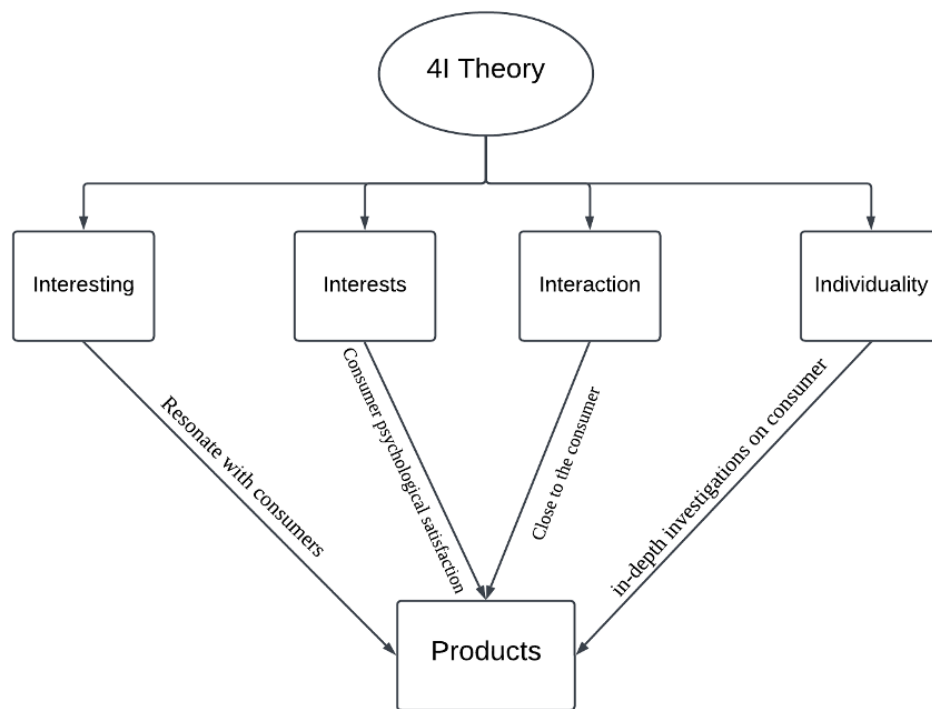 4I Theory
Interesting
Interests
Interaction
Individuality
Resonate with consumers
Consumer psychological satisfaction
Close to the consumer
in-depth investigations on consumer
Products